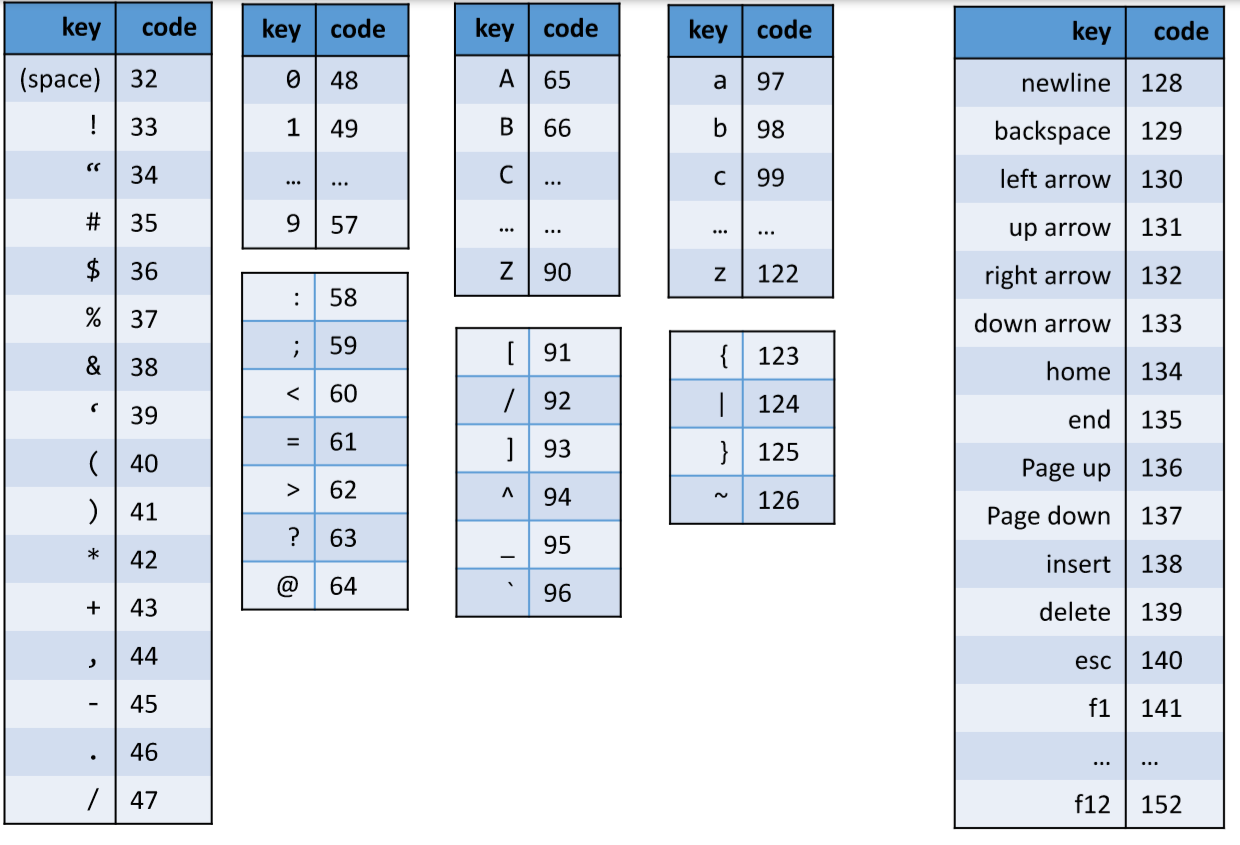 key code
(space) 32
! 33
“ 34
# 35
$ 36
% 37
& 38
‘ 39
( 40
) 41
* 42
+ 43
, 44
- 45
. 46
/ 47
key code
0 48
1 49
… …
9 57
: 58
; 59
< 60
= 61
> 62
? 63
@ 64
key code
A 65
B 66
C …
… …
Z 90
[ 91
/ 92
] 93
^ 94
_ 95
` 96
key code
a 97
b 98
c 99
… …
z 122
{ 123
| 124
} 125
~ 126
key code
newline 128
backspace 129
left arrow 130
up arrow 131
right arrow 132
down arrow 133
home 134
end 135
Page up 136
Page down 137
insert 138
delete 139
esc 140
f1 141
… …
f12 152